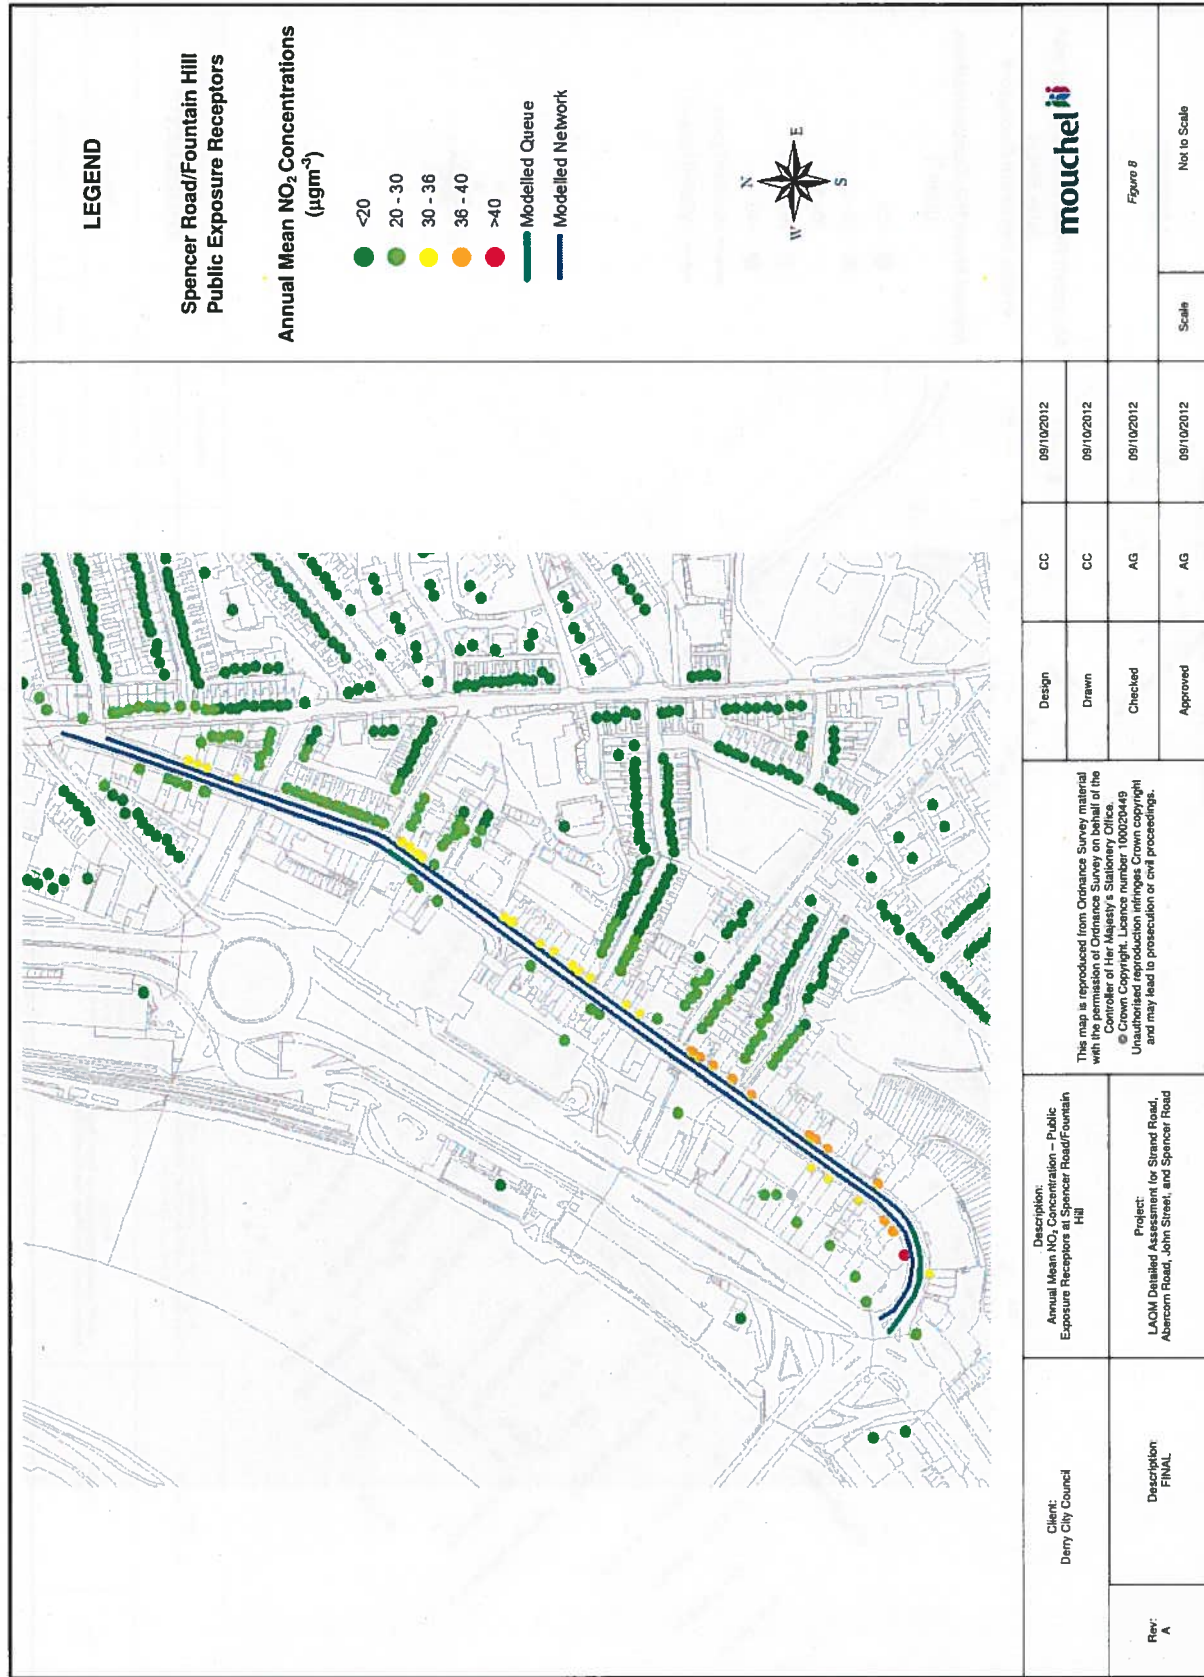 LEGEND
Spencer Road/Fountain Hill
Public Exposure Receptors
Annual Mean NO₂ Concentrations
(µgm⁻³)
<20
20 - 30
30 - 36
36 - 40
>40
Modelled Queue
Modelled Network
N
W
E
S
Client:
Derry City Council
Description:
Annual Mean NO₂ Concentration – Public
Exposure Receptors at Spencer Road/Fountain
Hill
This map is reproduced from Ordnance Survey material
with the permission of Ordnance Survey on behalf of the
Controller of Her Majesty's Stationery Office.
© Crown Copyright. Licence number 100020449
Unauthorised reproduction infringes Crown copyright
and may lead to prosecution or civil proceedings.
Design
CC
09/10/2012
Drawn
CC
09/10/2012
mouchel
Rev:
A
Description:
FINAL
Project:
LAQM Detailed Assessment for Strand Road,
Abercorn Road, John Street, and Spencer Road
Checked
AG
09/10/2012
Figure 8
Approved
AG
09/10/2012
Scale
Not to Scale